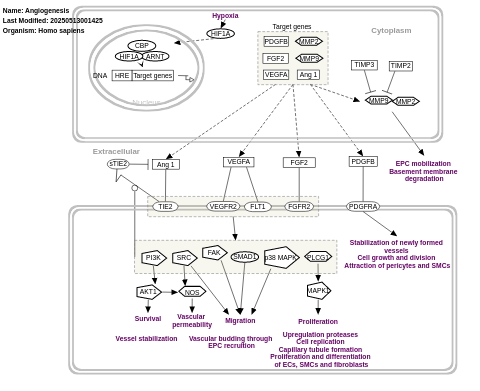 Name: Angiogenesis
Last Modified: 20250513001425
Organism: Homo sapiens
Hypoxia
HIF1A
Target genes
PDGFB
MMP2
FGF2
MMP9
VEGFA
Ang 1
Cytoplasm
TIMP3
TIMP2
MMP9
MMP2
CBP
HIF1A
ARNT
DNA
HRE
Target genes
Nucleus
Extracellular
sTIE2
Ang 1
VEGFA
FGF2
PDGFB
EPC mobilization
Basement membrane
degradation
TIE2
VEGFR2
FLT1
FGFR2
PDGFRA
Stabilization of newly formed
vessels
Cell growth and division
Attraction of pericytes and SMCs
PI3K
SRC
FAK
SMAD1
p38 MAPK
PLCG1
AKT1
NOS
MAPK1
Survival
Vascular
permeability
Migration
Proliferation
Vessel stabilization
Vascular budding through
EPC recruition
Upregulation proteases
Cell replication
Capillary tubule formation
Proliferation and differentiation
of ECs, SMCs and fibroblasts